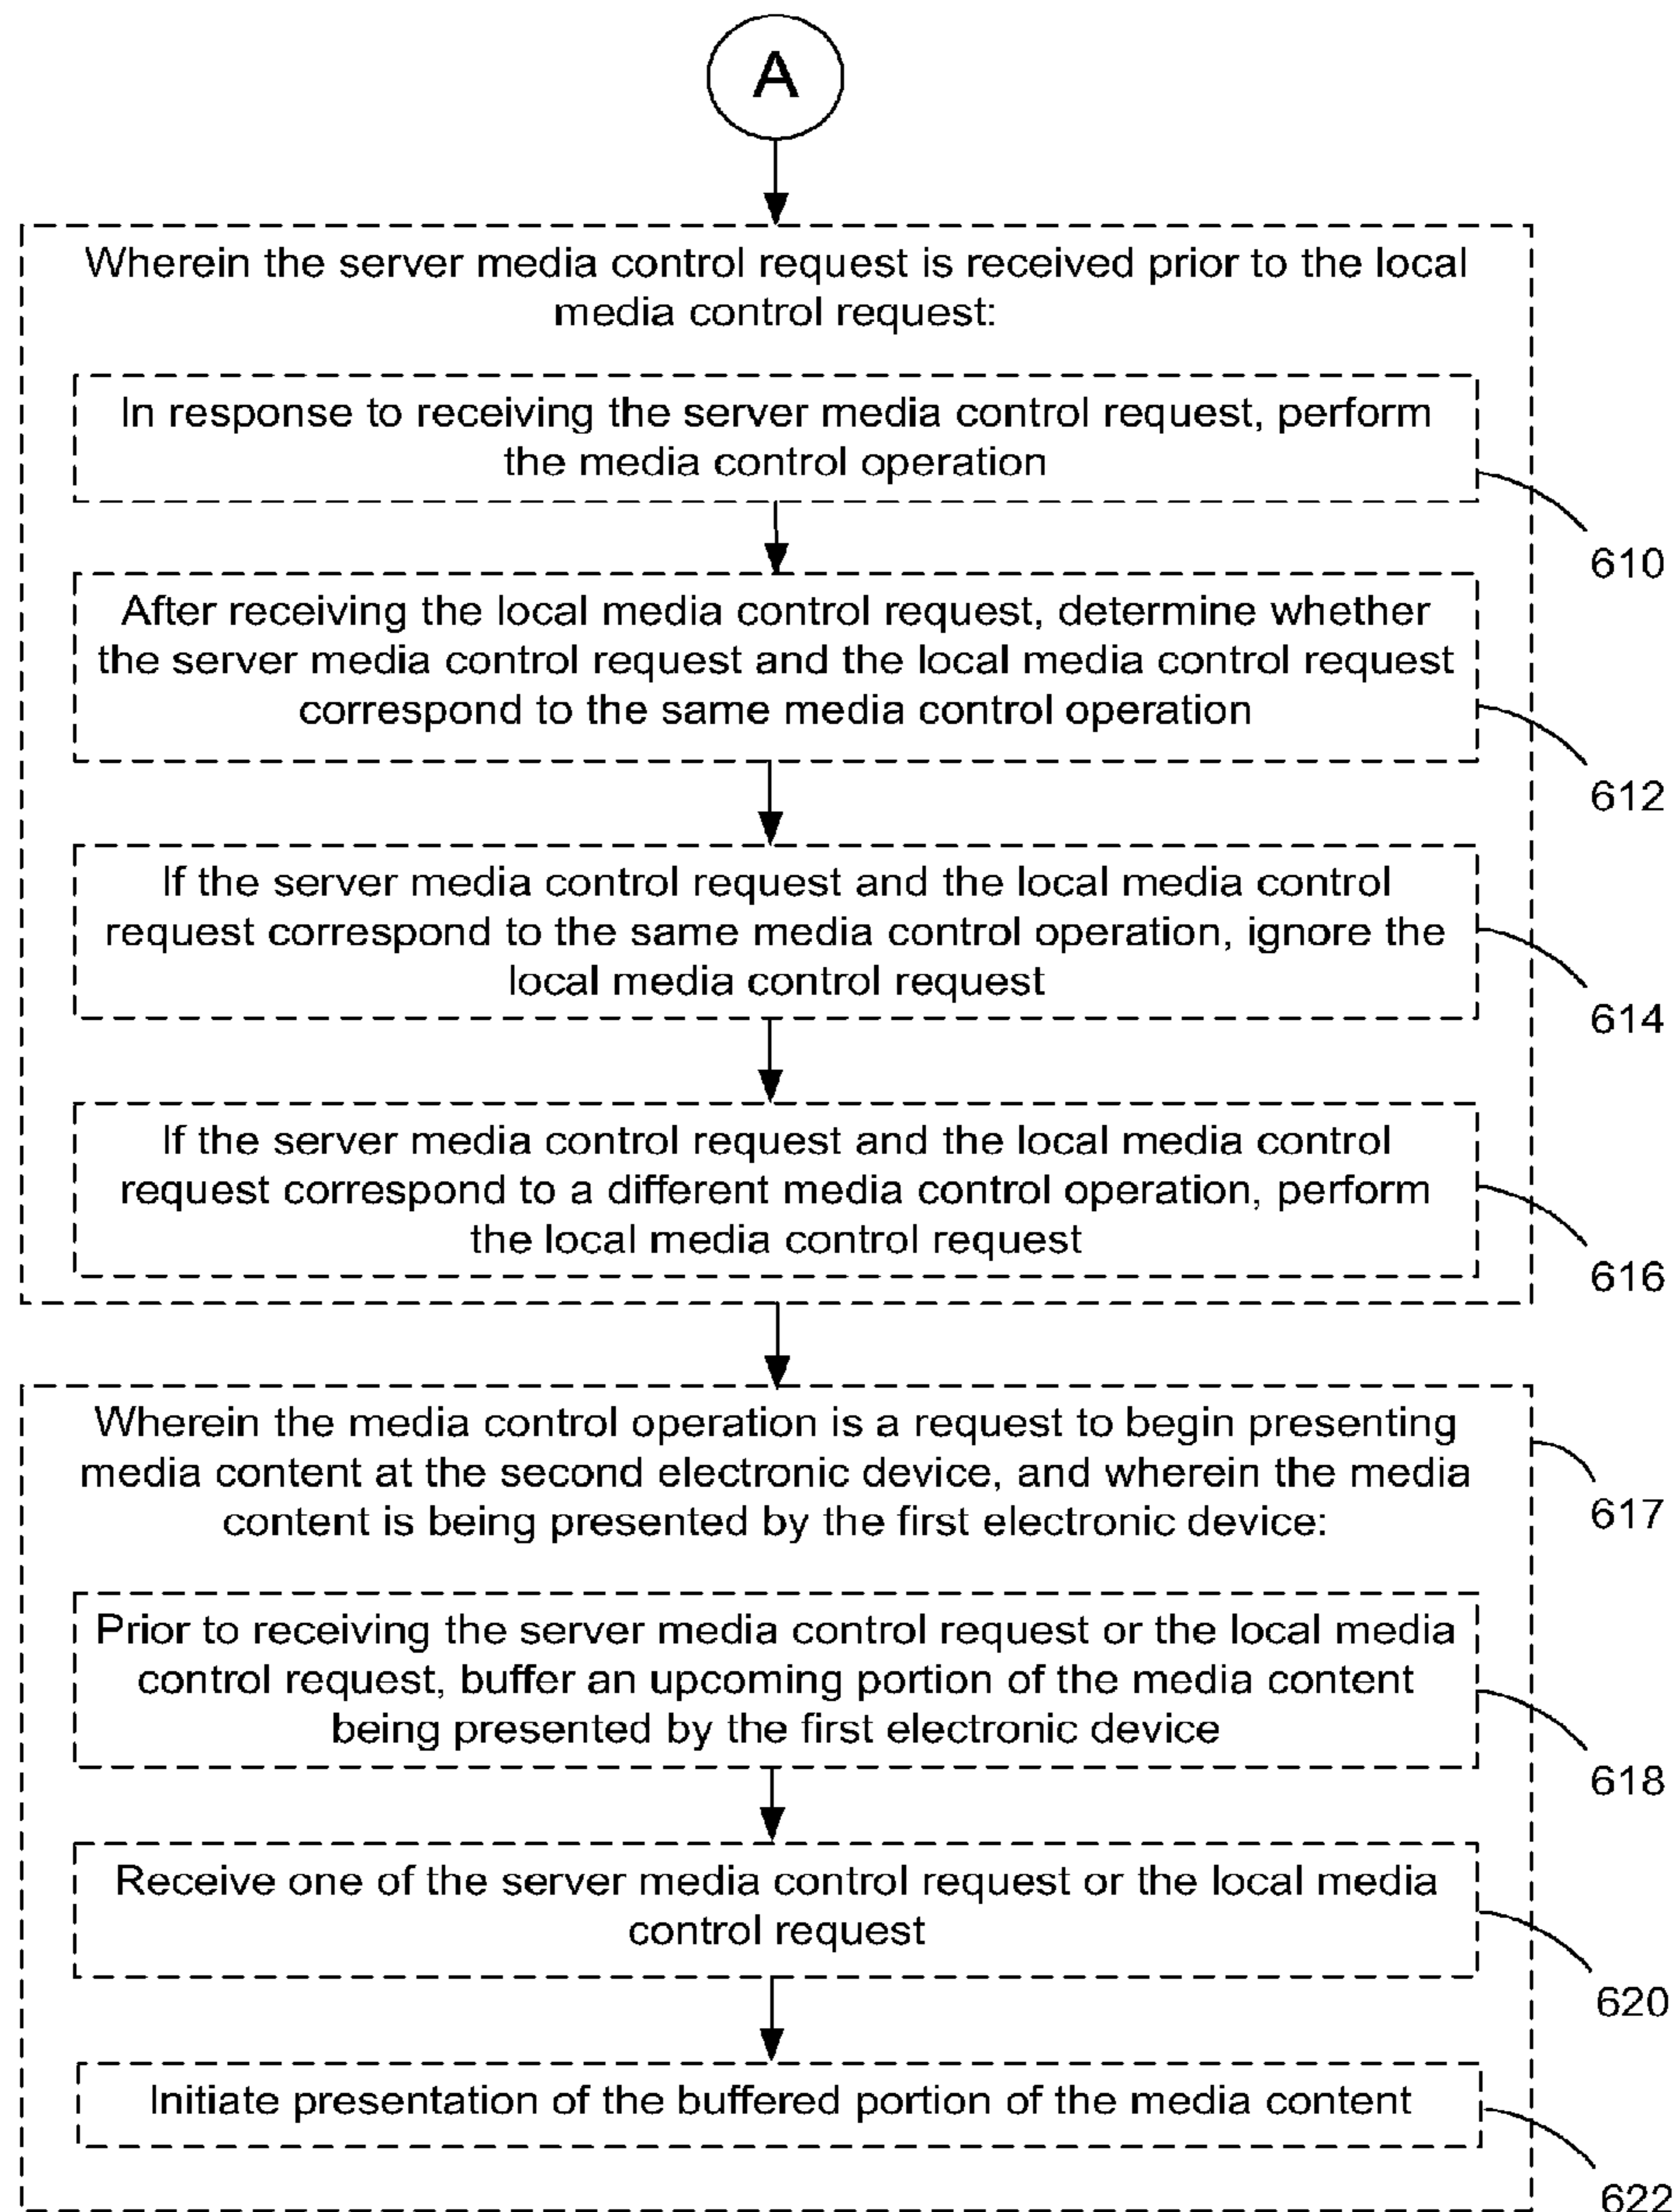 A
Wherein the server media control request is received prior to the local
media control request:
In response to receiving the server media control request, perform
the media control operation
610
After receiving the local media control request, determine whether
the server media control request and the local media control request
correspond to the same media control operation
612
If the server media control request and the local media control
request correspond to the same media control operation, ignore the
local media control request
614
If the server media control request and the local media control
request correspond to a different media control operation, perform
the local media control request
616
Wherein the media control operation is a request to begin presenting
media content at the second electronic device, and wherein the media
content is being presented by the first electronic device:
617
Prior to receiving the server media control request or the local media
control request, buffer an upcoming portion of the media content
being presented by the first electronic device
618
Receive one of the server media control request or the local media
control request
620
Initiate presentation of the buffered portion of the media content
622